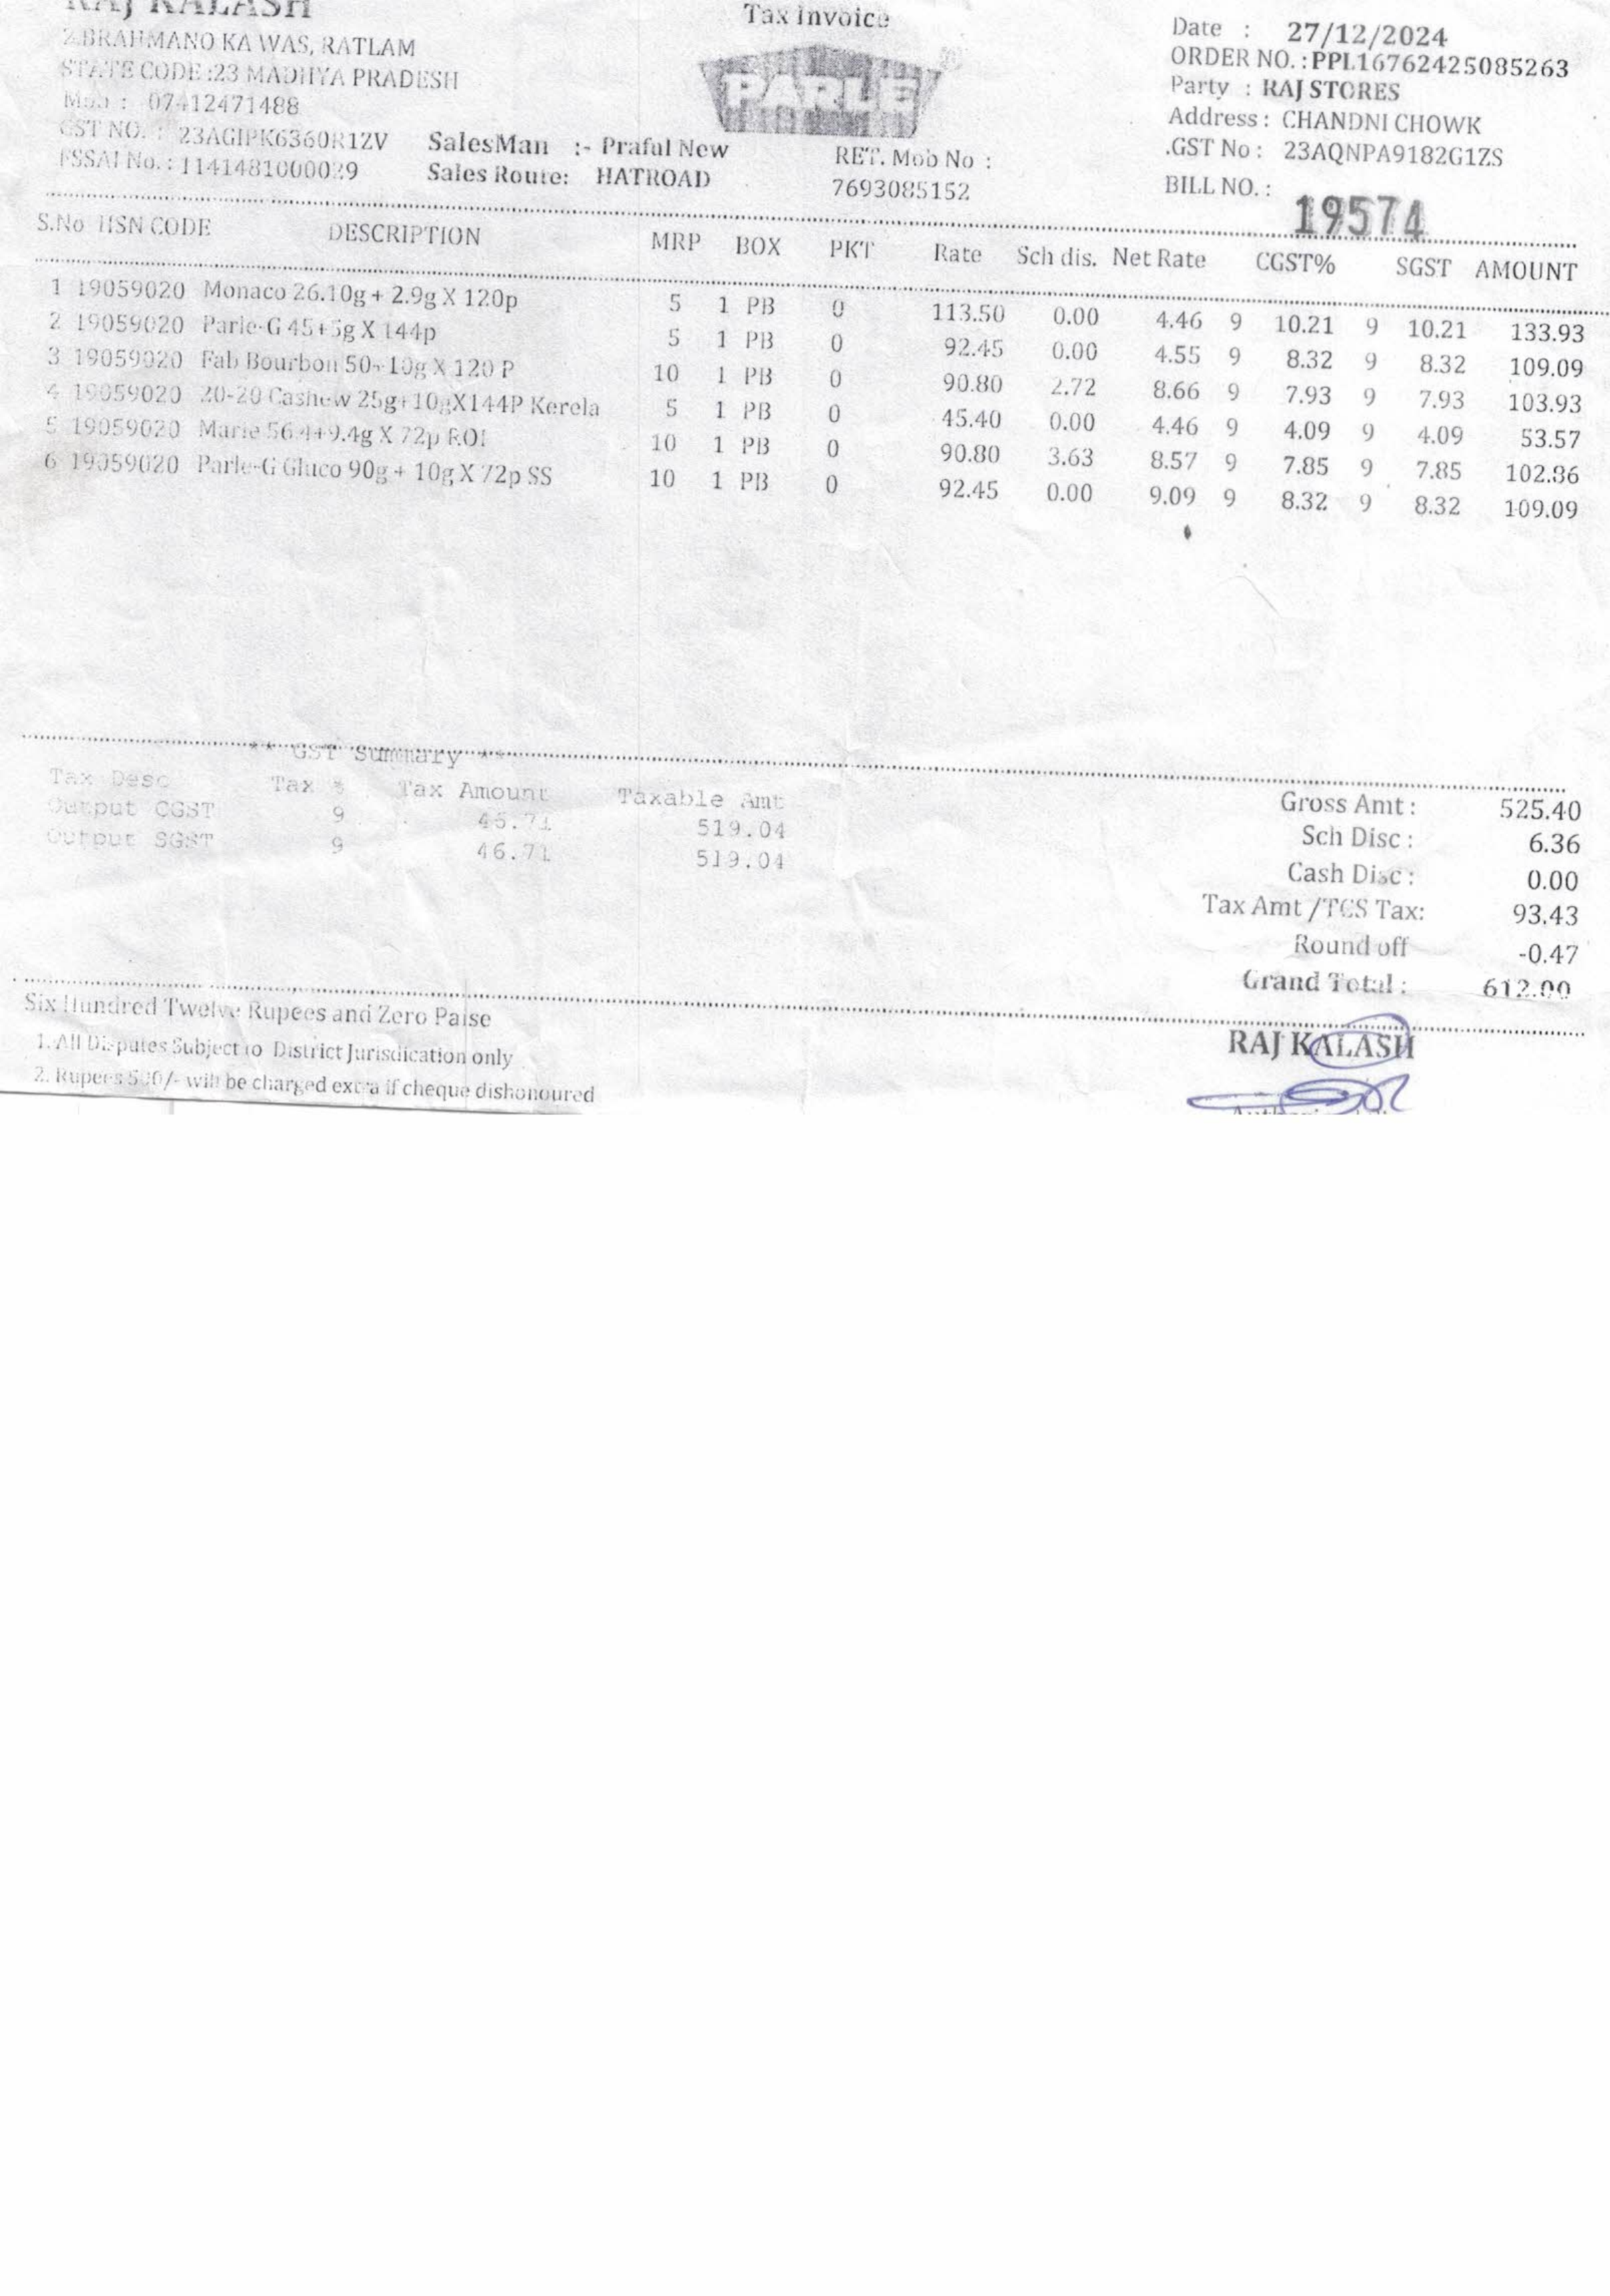 RAJ KALASH
Tax Invoice
2.BRAHMANO KA WAS, RATLAM
STATE CODE :23 MADHYA PRADESH
Mob : 07412471488
GST NO. : 23AGIPK6360R1ZV
FSSAI No. : 1141481000029
PARLE
SalesMan :- Praful New
Sales Route: HATROAD
RET. Mob No :
7693085152
Date : 27/12/2024
ORDER NO. : PPL16762425085263
Party : RAJ STORES
Address : CHANDNI CHOWK
.GST No : 23AQNPA9182G1ZS
BILL NO. : 19574
S.No HSN CODE DESCRIPTION MRP BOX PKT Rate Sch dis. Net Rate CGST% SGST AMOUNT
1 19059020 Monaco 26.10g + 2.9g X 120p 5 1 PB 0 113.50 0.00 4.46 9 10.21 9 10.21 133.93
2 19059020 Parle-G 45+5g X 144p 5 1 PB 0 92.45 0.00 4.55 9 8.32 9 8.32 109.09
3 19059020 Fab Bourbon 50+10g X 120 P 10 1 PB 0 90.80 2.72 8.66 9 7.93 9 7.93 103.93
4 19059020 20-20 Cashew 25g+10gX144P Kerela 5 1 PB 0 45.40 0.00 4.46 9 4.09 9 4.09 53.57
5 19059020 Marie 56.4+9.4g X 72p ROI 10 1 PB 0 90.80 3.63 8.57 9 7.85 9 7.85 102.86
6 19059020 Parle-G Gluco 90g + 10g X 72p SS 10 1 PB 0 92.45 0.00 9.09 9 8.32 9 8.32 109.09
** GST Summary **
Tax Desc Tax % Tax Amount Taxable Amt
Output CGST 9 46.71 519.04
Output SGST 9 46.71 519.04
Gross Amt : 525.40
Sch Disc : 6.36
Cash Disc : 0.00
Tax Amt /TCS Tax: 93.43
Round off -0.47
Grand Total : 612.00
Six Hundred Twelve Rupees and Zero Paise
1. All Disputes Subject to District Jurisdication only
2. Rupees 500/- will be charged extra if cheque dishonoured
RAJ KALASH